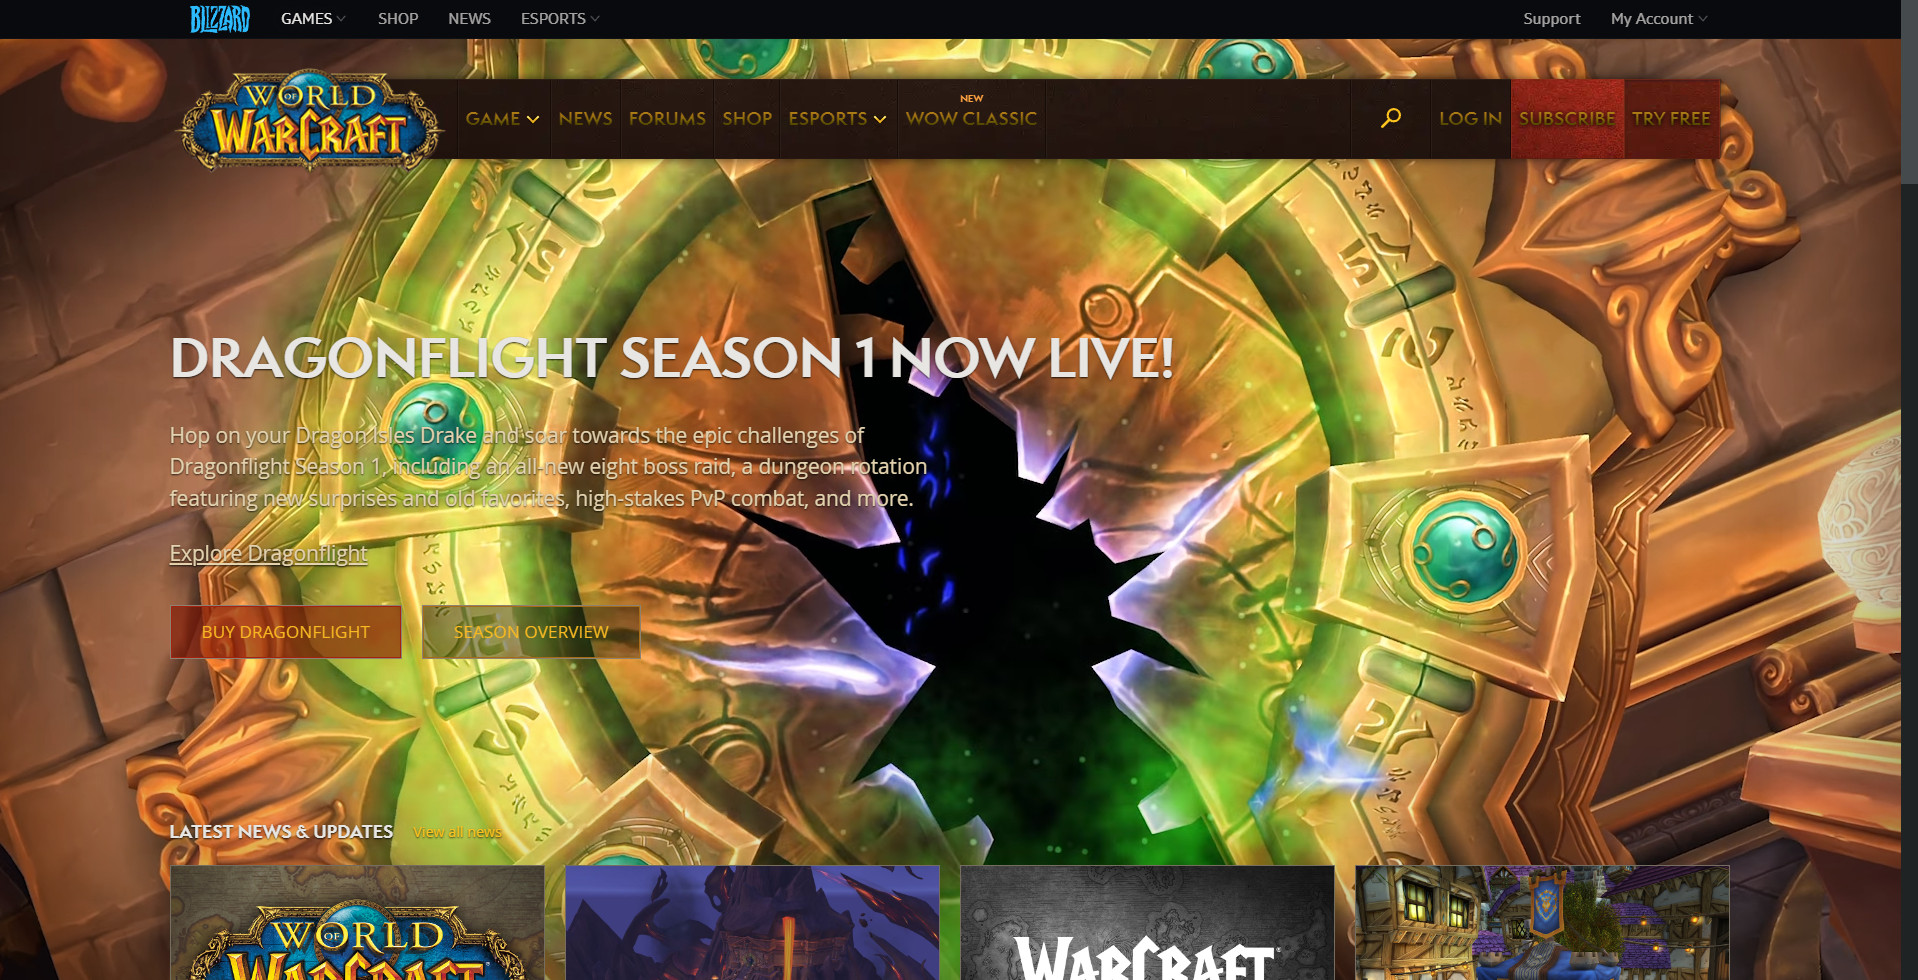 BLIZZARD
GAMES
SHOP
NEWS
ESPORTS
Support
My Account
WORLD
OF
WARCRAFT
GAME
NEWS
FORUMS
SHOP
ESPORTS
NEW
WOW CLASSIC
LOG IN
SUBSCRIBE
TRY FREE
DRAGONFLIGHT SEASON 1 NOW LIVE!
Hop on your Dragon Isles Drake and soar towards the epic challenges of
Dragonflight Season 1, including an all-new eight boss raid, a dungeon rotation
featuring new surprises and old favorites, high-stakes PvP combat, and more.
Explore Dragonflight
BUY DRAGONFLIGHT
SEASON OVERVIEW
LATEST NEWS & UPDATES
View all news
WORLD
OF
WARCRAFT
WARCRAFT